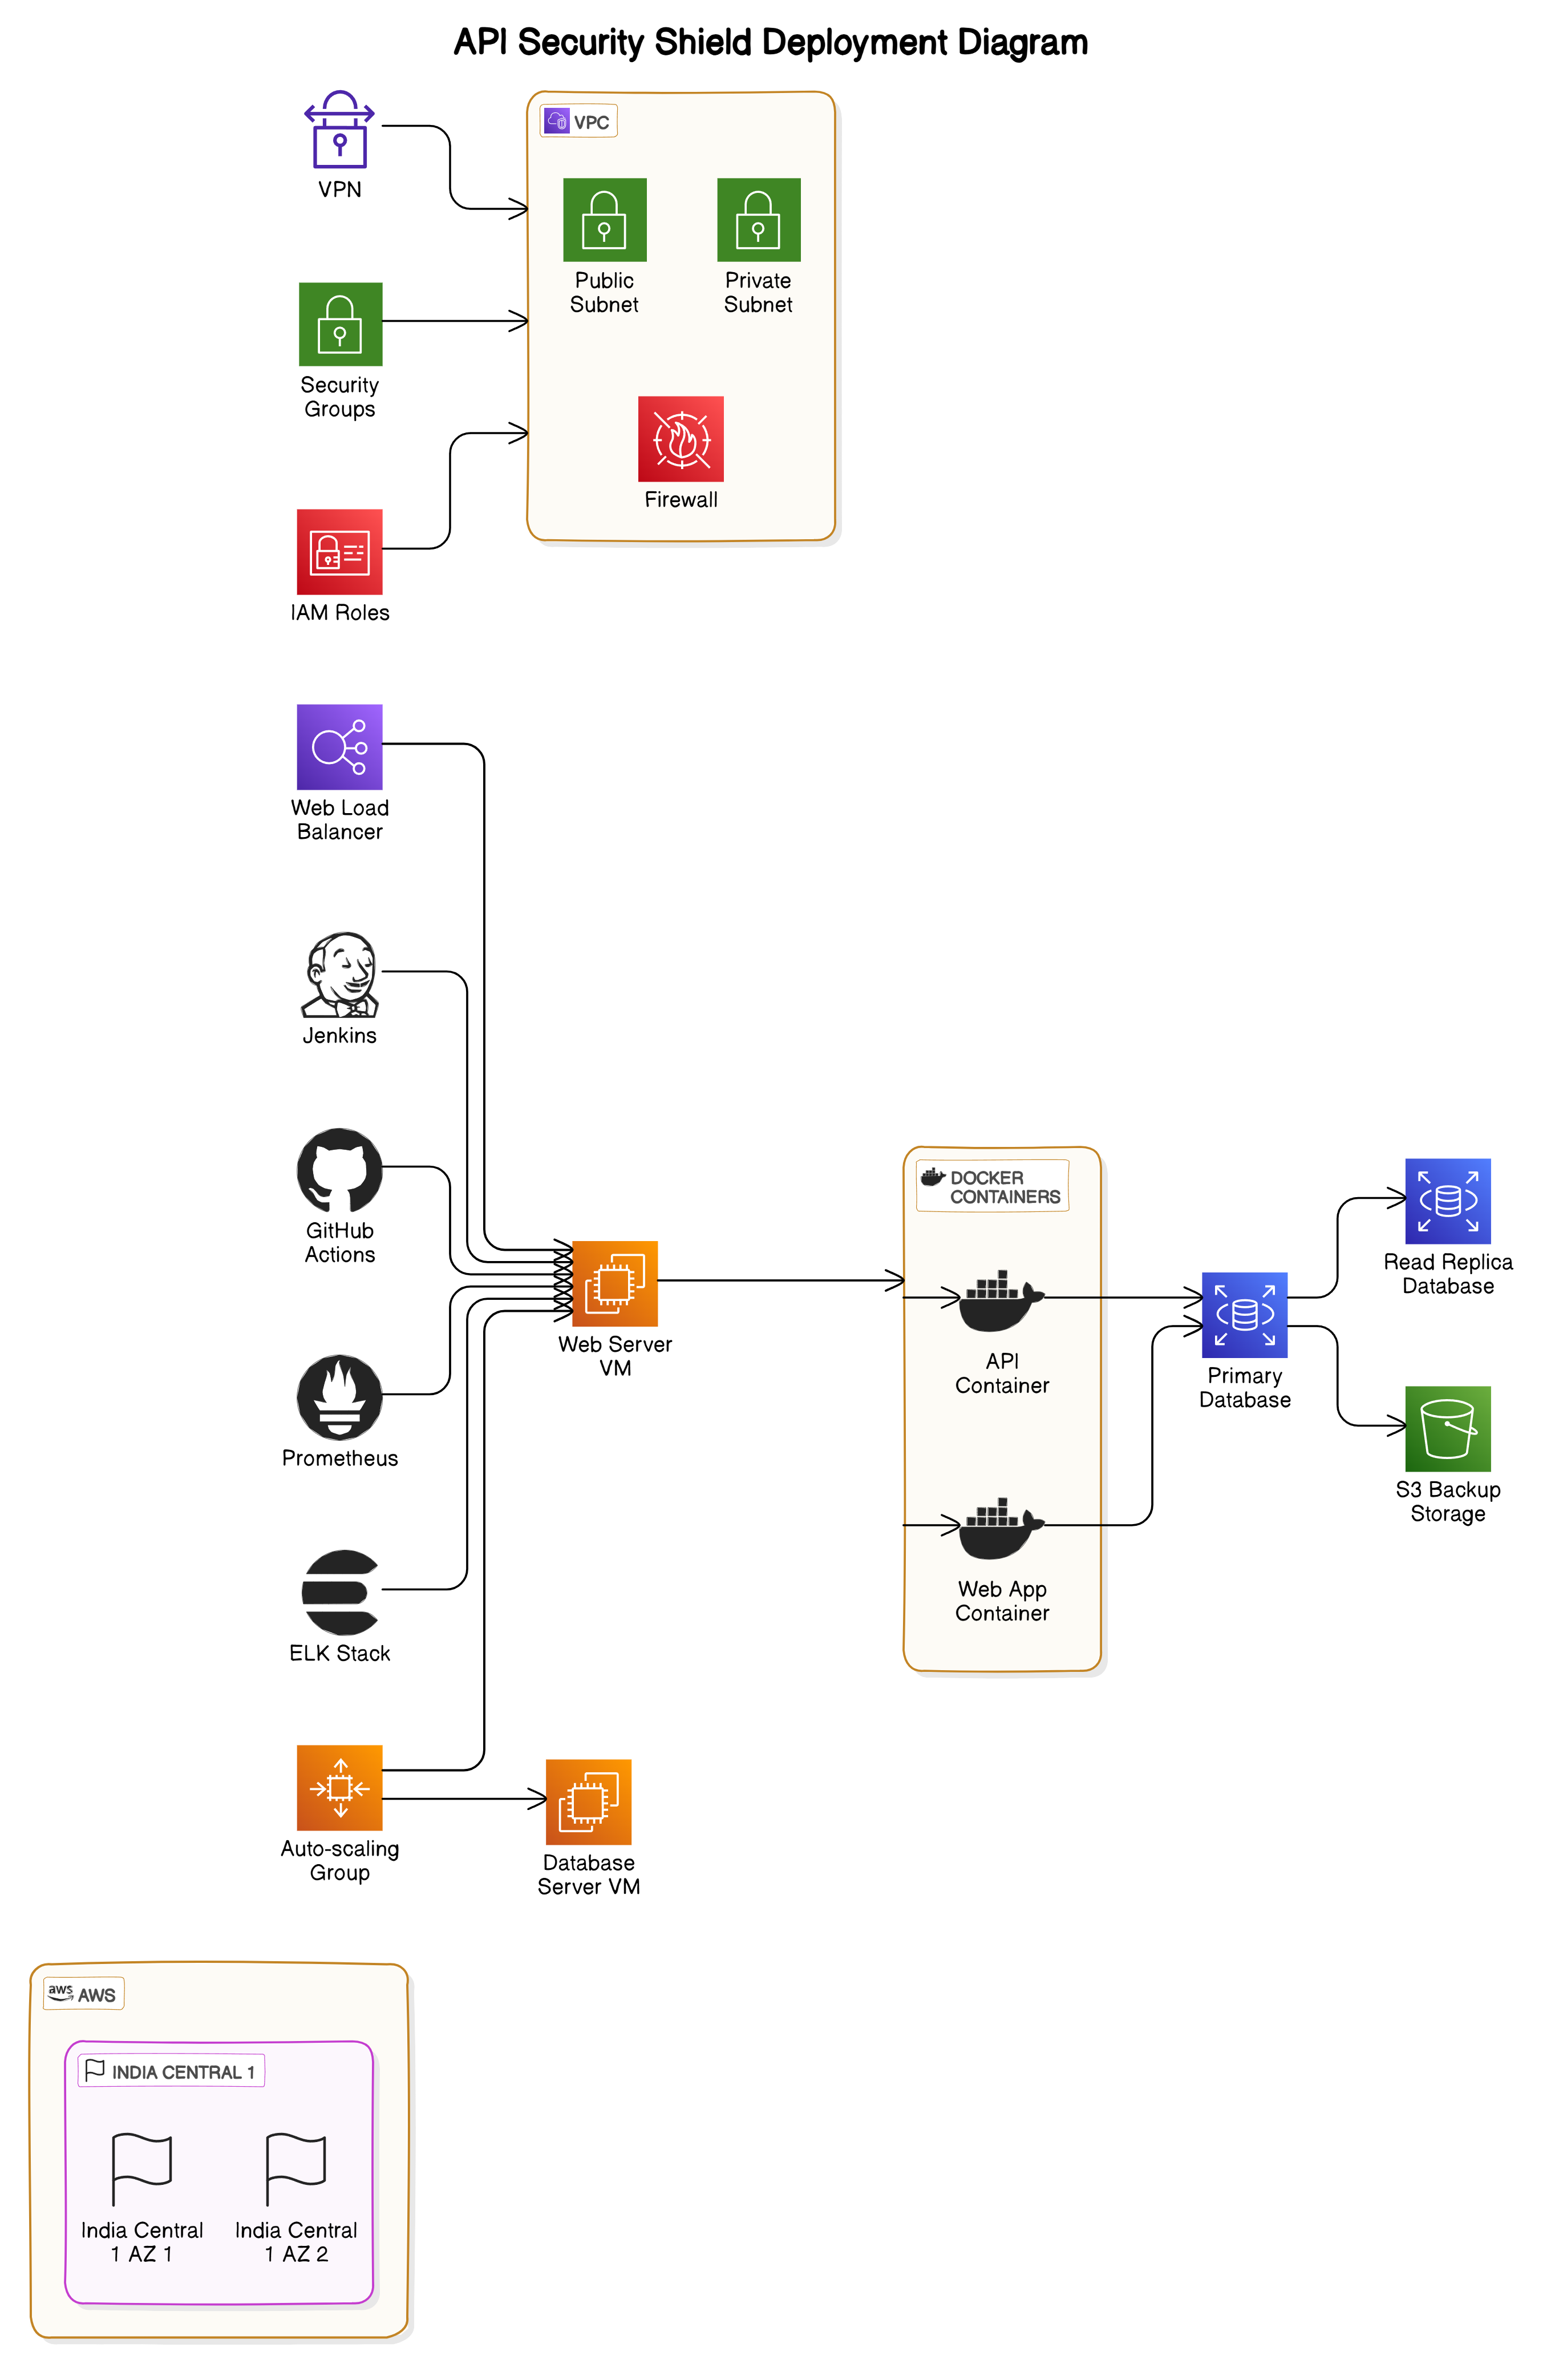 API Security Shield Deployment Diagram
VPN
VPC
Public
Subnet
Private
Subnet
Security
Groups
Firewall
IAM Roles
Web Load
Balancer
Jenkins
GitHub
Actions
Prometheus
ELK Stack
Auto-scaling
Group
Web Server
VM
Database
Server VM
DOCKER
CONTAINERS
API
Container
Web App
Container
Primary
Database
Read Replica
Database
S3 Backup
Storage
aws AWS
INDIA CENTRAL 1
India Central
1 AZ 1
India Central
1 AZ 2